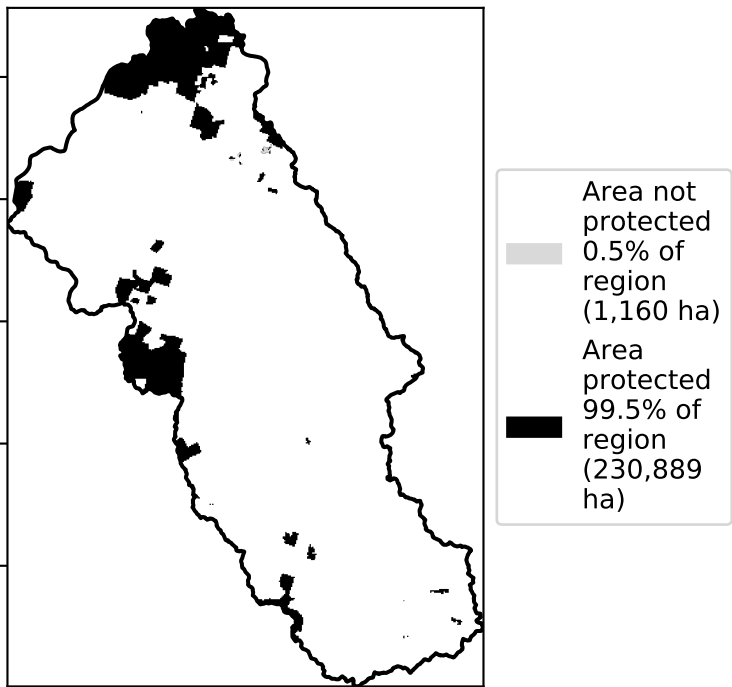 Area not
protected
0.5% of
region
(1,160 ha)
Area
protected
99.5% of
region
(230,889
ha)